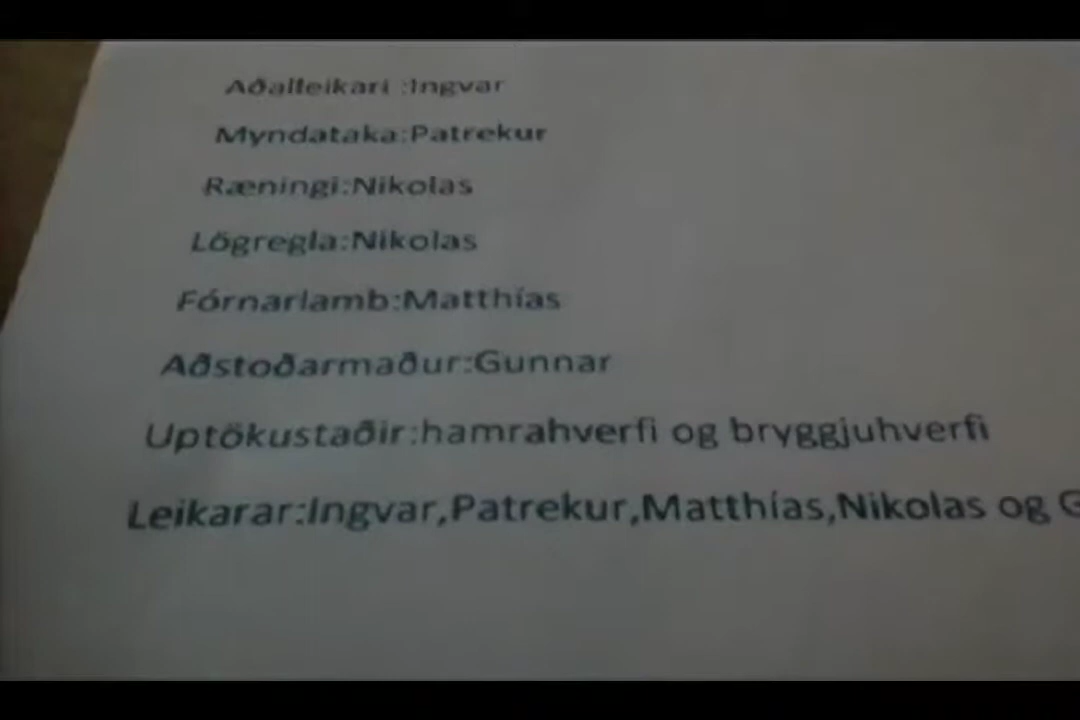 Aðalleikari :Ingvar
Myndataka:Patrekur
Ræningi:Nikolas
Lögregla:Nikolas
Fórnarlamb:Matthías
Aðstoðarmaður:Gunnar
Uptökustaðir:hamrahverfi og bryggjuhverfi
Leikarar:Ingvar,Patrekur,Matthías,Nikolas og G